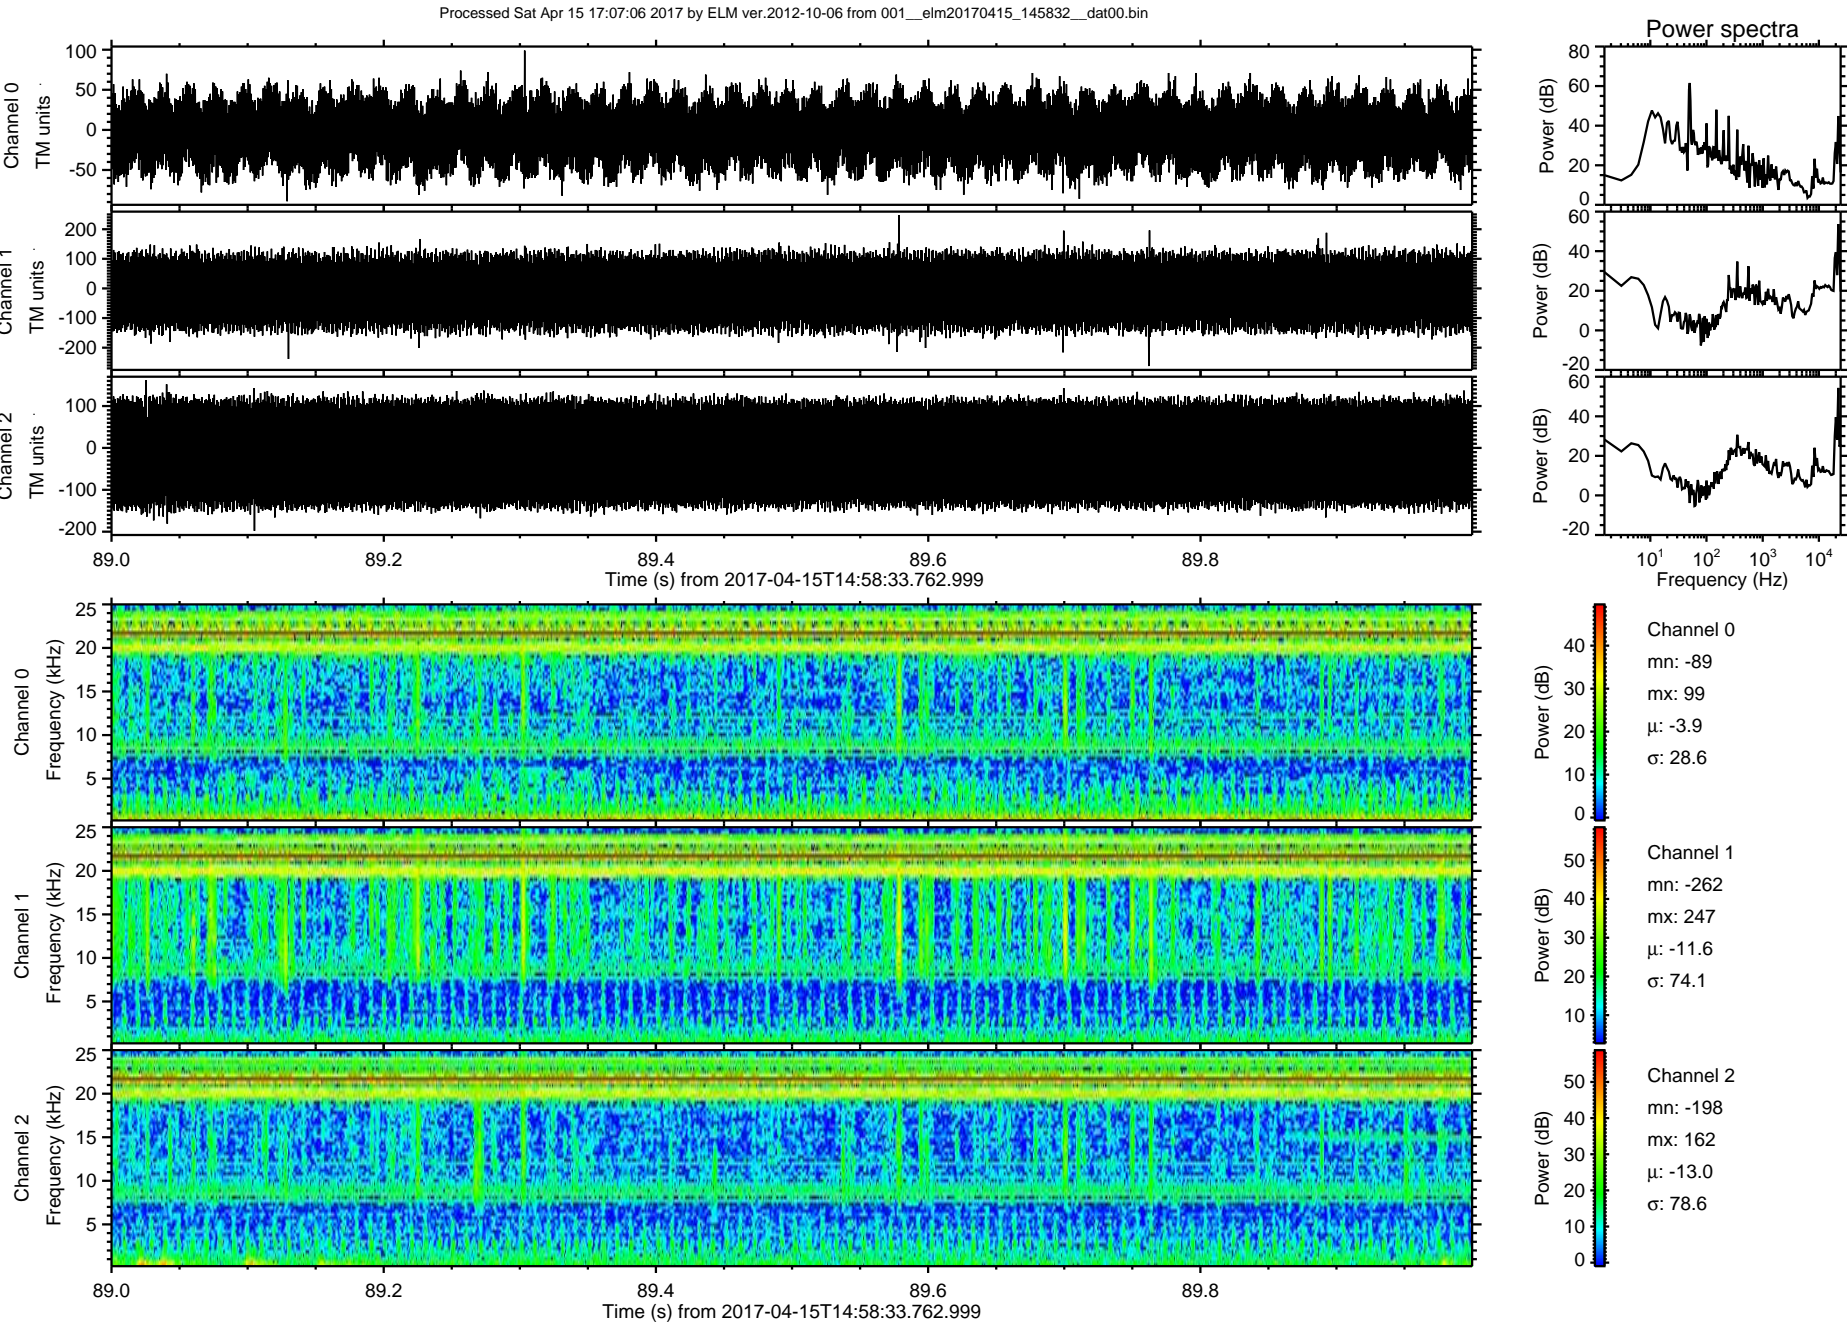 Processed Sat Apr 15 17:07:06 2017 by ELM ver.2012-10-06 from 001__elm20170415_145832__dat00.bin
Power spectra
Channel 0
TM units
100
50
0
-50
Power (dB)
80
60
40
20
0
Channel 1
TM units
200
100
0
-100
-200
Power (dB)
60
40
20
0
-20
Channel 2
TM units
100
0
-100
-200
Power (dB)
60
40
20
0
-20
89.0 89.2 89.4 89.6 89.8
Time (s) from 2017-04-15T14:58:33.762.999
10^1 10^2 10^3 10^4
Frequency (Hz)
Channel 0
Frequency (kHz)
25
20
15
10
5
Power (dB)
40
30
20
10
0
Channel 0
mn: -89
mx: 99
μ: -3.9
σ: 28.6
Channel 1
Frequency (kHz)
25
20
15
10
5
Power (dB)
50
40
30
20
10
Channel 1
mn: -262
mx: 247
μ: -11.6
σ: 74.1
Channel 2
Frequency (kHz)
25
20
15
10
5
Power (dB)
50
40
30
20
10
0
Channel 2
mn: -198
mx: 162
μ: -13.0
σ: 78.6
89.0 89.2 89.4 89.6 89.8
Time (s) from 2017-04-15T14:58:33.762.999